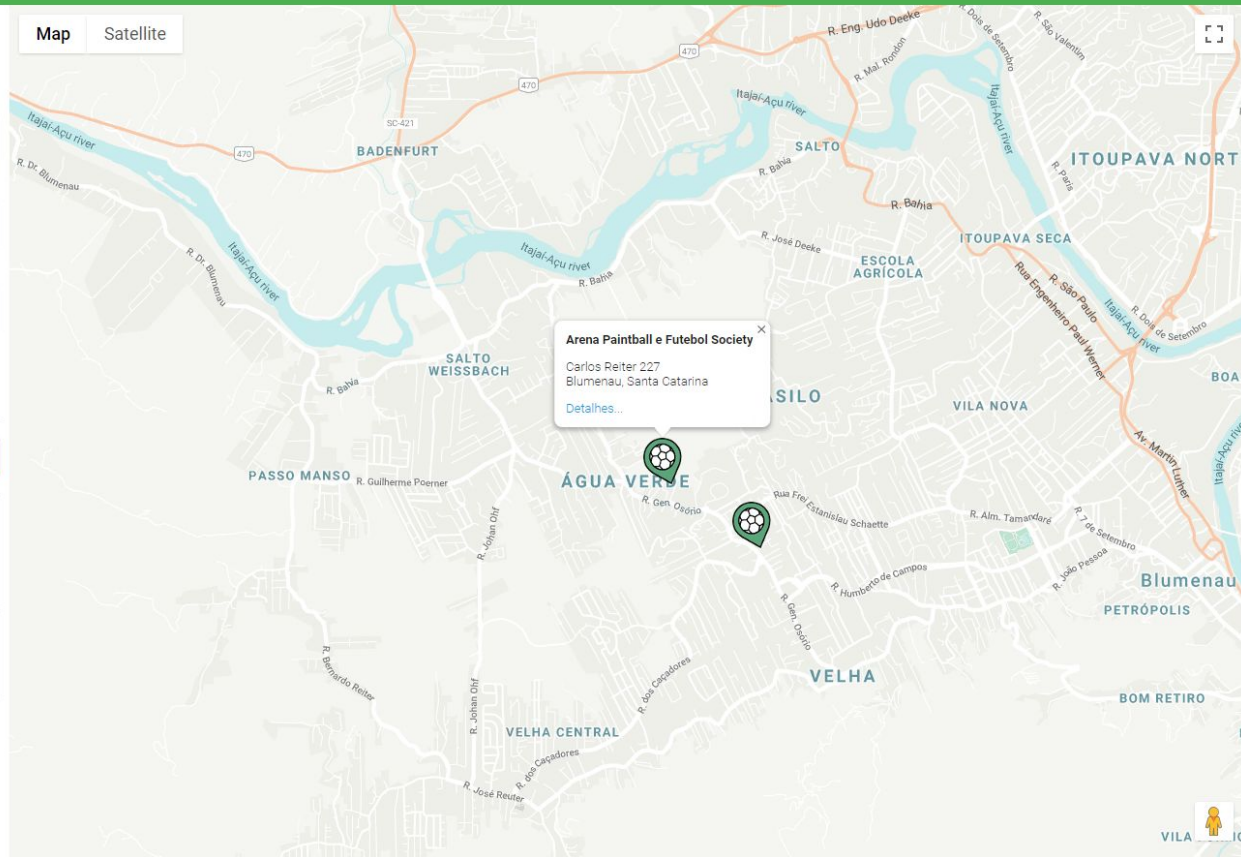 Map
Satellite
R. Eng. Udo Deeke
R. Dois de Setembro
R. São Valentim
R. Mal. Rondon
470
470
Itajaí-Açu river
Itajaí-Açu river
Itajaí-Açu river
SC-421
470
BADENFURT
SALTO
ITOUPAVA NORT
R. Dr. Blumenau
R. Bahia
R. Paris
R. Bahia
ITOUPAVA SECA
R. José Deeke
Itajaí-Açu river
Itajaí-Açu river
R. Dr. Blumenau
ESCOLA
AGRÍCOLA
R. Bahia
Rua Engenheiro Paul Werner
R. São Paulo
Itajaí-Açu river
R. Dois de Setembro
Arena Paintball e Futebol Society
Carlos Reiter 227
Blumenau, Santa Catarina
Detalhes...
SALTO
WEISSBACH
R. Bahia
BOA
ASILO
VILA NOVA
Av. Martin Luther
Itajaí-Açu riv
PASSO MANSO
R. Guilherme Poerner
ÁGUA VERDE
R. Gen. Osório
Rua Frei Estanislau Schaette
R. Alm. Tamandaré
R. 7 de Setembro
R. Johan Ohf
R. João Pessoa
R. Humberto de Campos
Blumenau
R. Gen. Osório
PETRÓPOLIS
R. Bernardo Reiter
VELHA
R. dos Caçadores
R. Johan Ohf
BOM RETIRO
VELHA CENTRAL
R. dos Caçadores
R. José Reuter
VILA